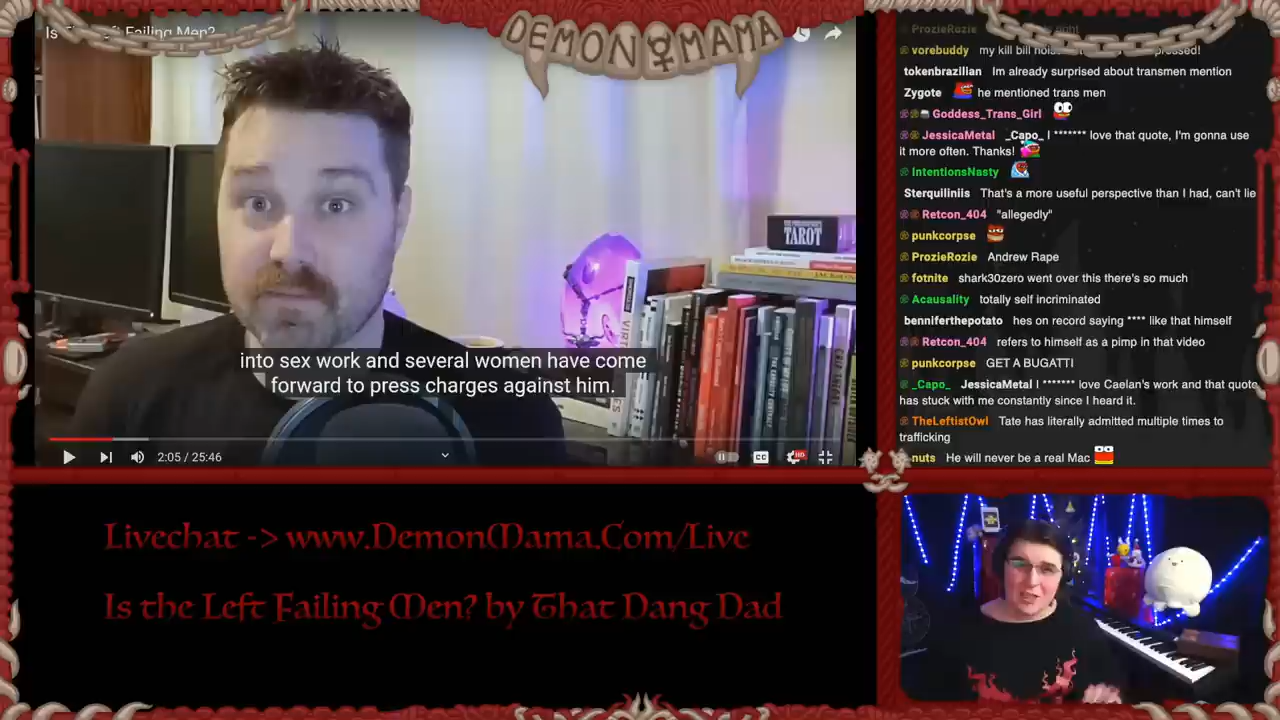 Is The Left Failing Men?
DEMON MAMA
TAROT
into sex work and several women have come
forward to press charges against him.
2:05 / 25:46
CC
HD
ProzieRozie
vorebuddy my kill bill
tokenbrazilian Im already surprised about transmen mention
Zygote he mentioned trans men
Goddess_Trans_Girl
JessicaMetal _Capo_ I ******* love that quote, I'm gonna use
it more often. Thanks!
IntentionsNasty
Sterquiliniis That's a more useful perspective than I had, can't lie
Retcon_404 "allegedly"
punkcorpse
ProzieRozie Andrew Rape
fotnite shark30zero went over this there's so much
Acausality totally self incriminated
benniferthepotato hes on record saying **** like that himself
Retcon_404 refers to himself as a pimp in that video
punkcorpse GET A BUGATTI
_Capo_ JessicaMetal I ******* love Caelan's work and that quote
has stuck with me constantly since I heard it.
TheLeftistOwl Tate has literally admitted multiple times to
trafficking
nuts He will never be a real Mac
Livechat -> www.DemonMama.Com/Live
Is the Left Failing Men? by That Dang Dad